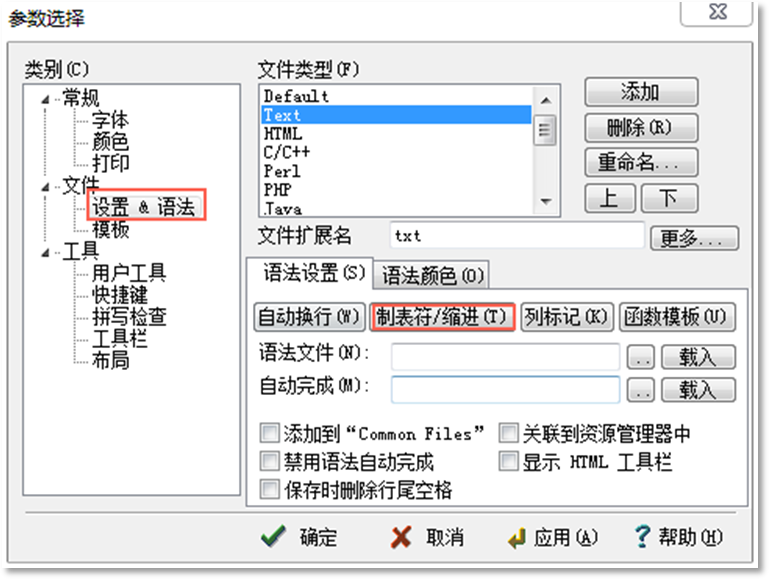 参数选择
类别(C)
常规
字体
颜色
打印
文件
设置 & 语法
模板
工具
用户工具
快捷键
拼写检查
工具栏
布局
文件类型(F)
Default
Text
HTML
C/C++
Perl
PHP
Java
添加
删除(R)
重命名...
上 下
文件扩展名 txt 更多...
语法设置(S) 语法颜色(O)
自动换行(W) 制表符/缩进(T) 列标记(K) 函数模板(U)
语法文件(N): .. 载入
自动完成(M): .. 载入
添加到“Common Files” 关联到资源管理器中
禁用语法自动完成 显示 HTML 工具栏
保存时删除行尾空格
确定 取消 应用(A) 帮助(H)